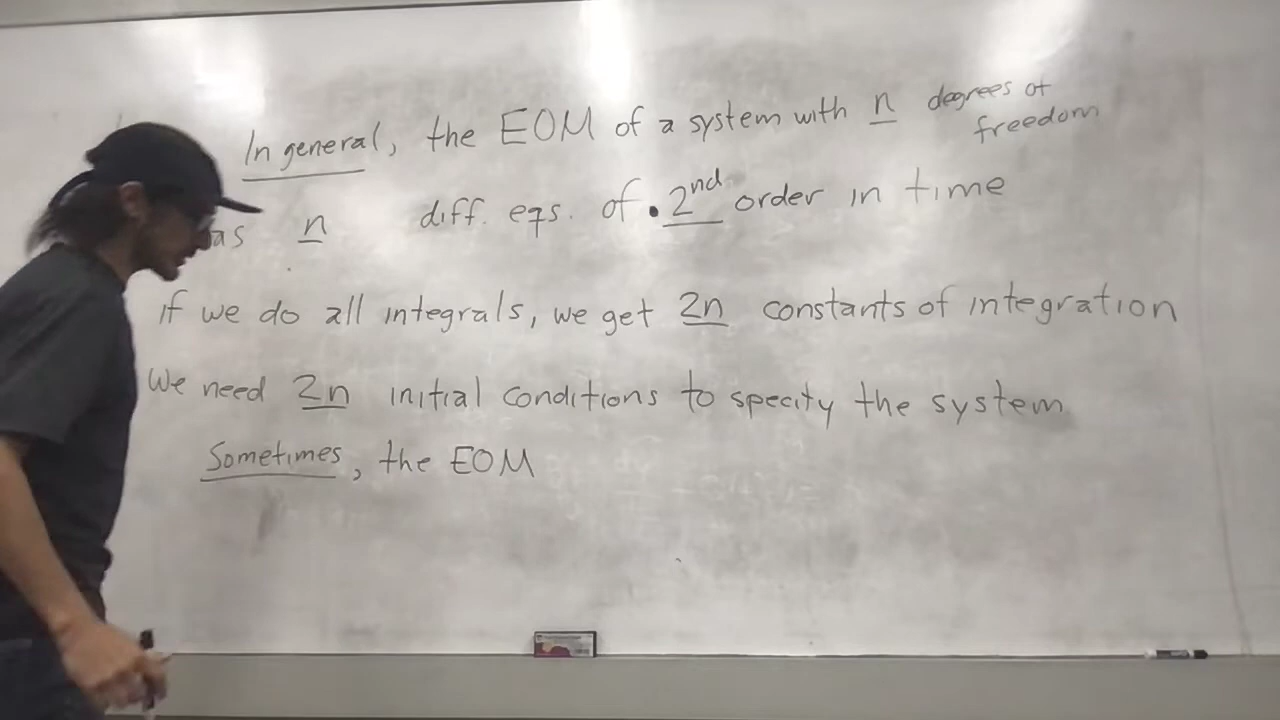 In general, the EOM of a system with n degrees of freedom
as n diff. eqs. of 2nd order in time
if we do all integrals, we get 2n constants of integration
We need 2n initial conditions to specity the system
Sometimes, the EOM